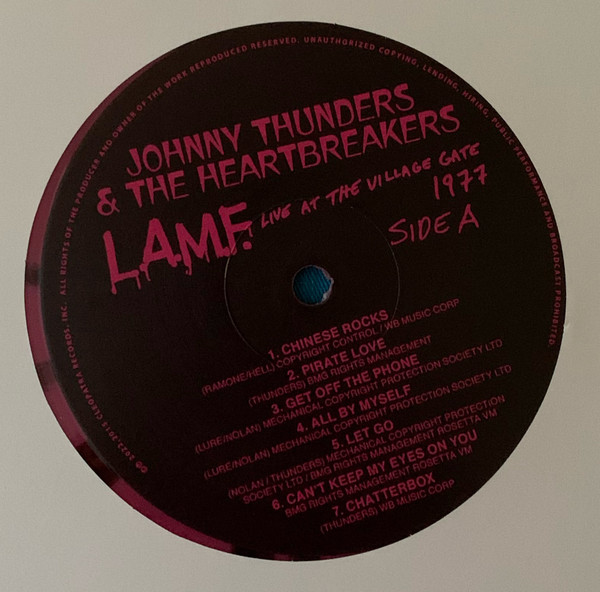 JOHNNY THUNDERS
& THE HEARTBREAKERS
L.A.M.F. LIVE AT THE VILLAGE GATE
1977
SIDE A
1. CHINESE ROCKS
(RAMONE/HELL) COPYRIGHT CONTROL / WB MUSIC CORP
2. PIRATE LOVE
(THUNDERS) BMG RIGHTS MANAGEMENT
3. GET OFF THE PHONE
(LURE/NOLAN) MECHANICAL COPYRIGHT PROTECTION SOCIETY LTD
4. ALL BY MYSELF
(LURE/NOLAN) MECHANICAL COPYRIGHT PROTECTION SOCIETY LTD
5. LET GO
(NOLAN / THUNDERS) MECHANICAL COPYRIGHT PROTECTION
SOCIETY LTD / BMG RIGHTS MANAGEMENT ROSETTA VM
6. CAN'T KEEP MY EYES ON YOU
BMG RIGHTS MANAGEMENT ROSETTA VM
7. CHATTERBOX
(THUNDERS) WB MUSIC CORP
CLEOPATRA RECORDS, INC. ALL RIGHTS OF THE PRODUCER AND OWNER OF THE WORK REPRODUCED RESERVED. UNAUTHORIZED COPYING, LENDING, HIRING, PUBLIC PERFORMANCE AND BROADCAST PROHIBITED.